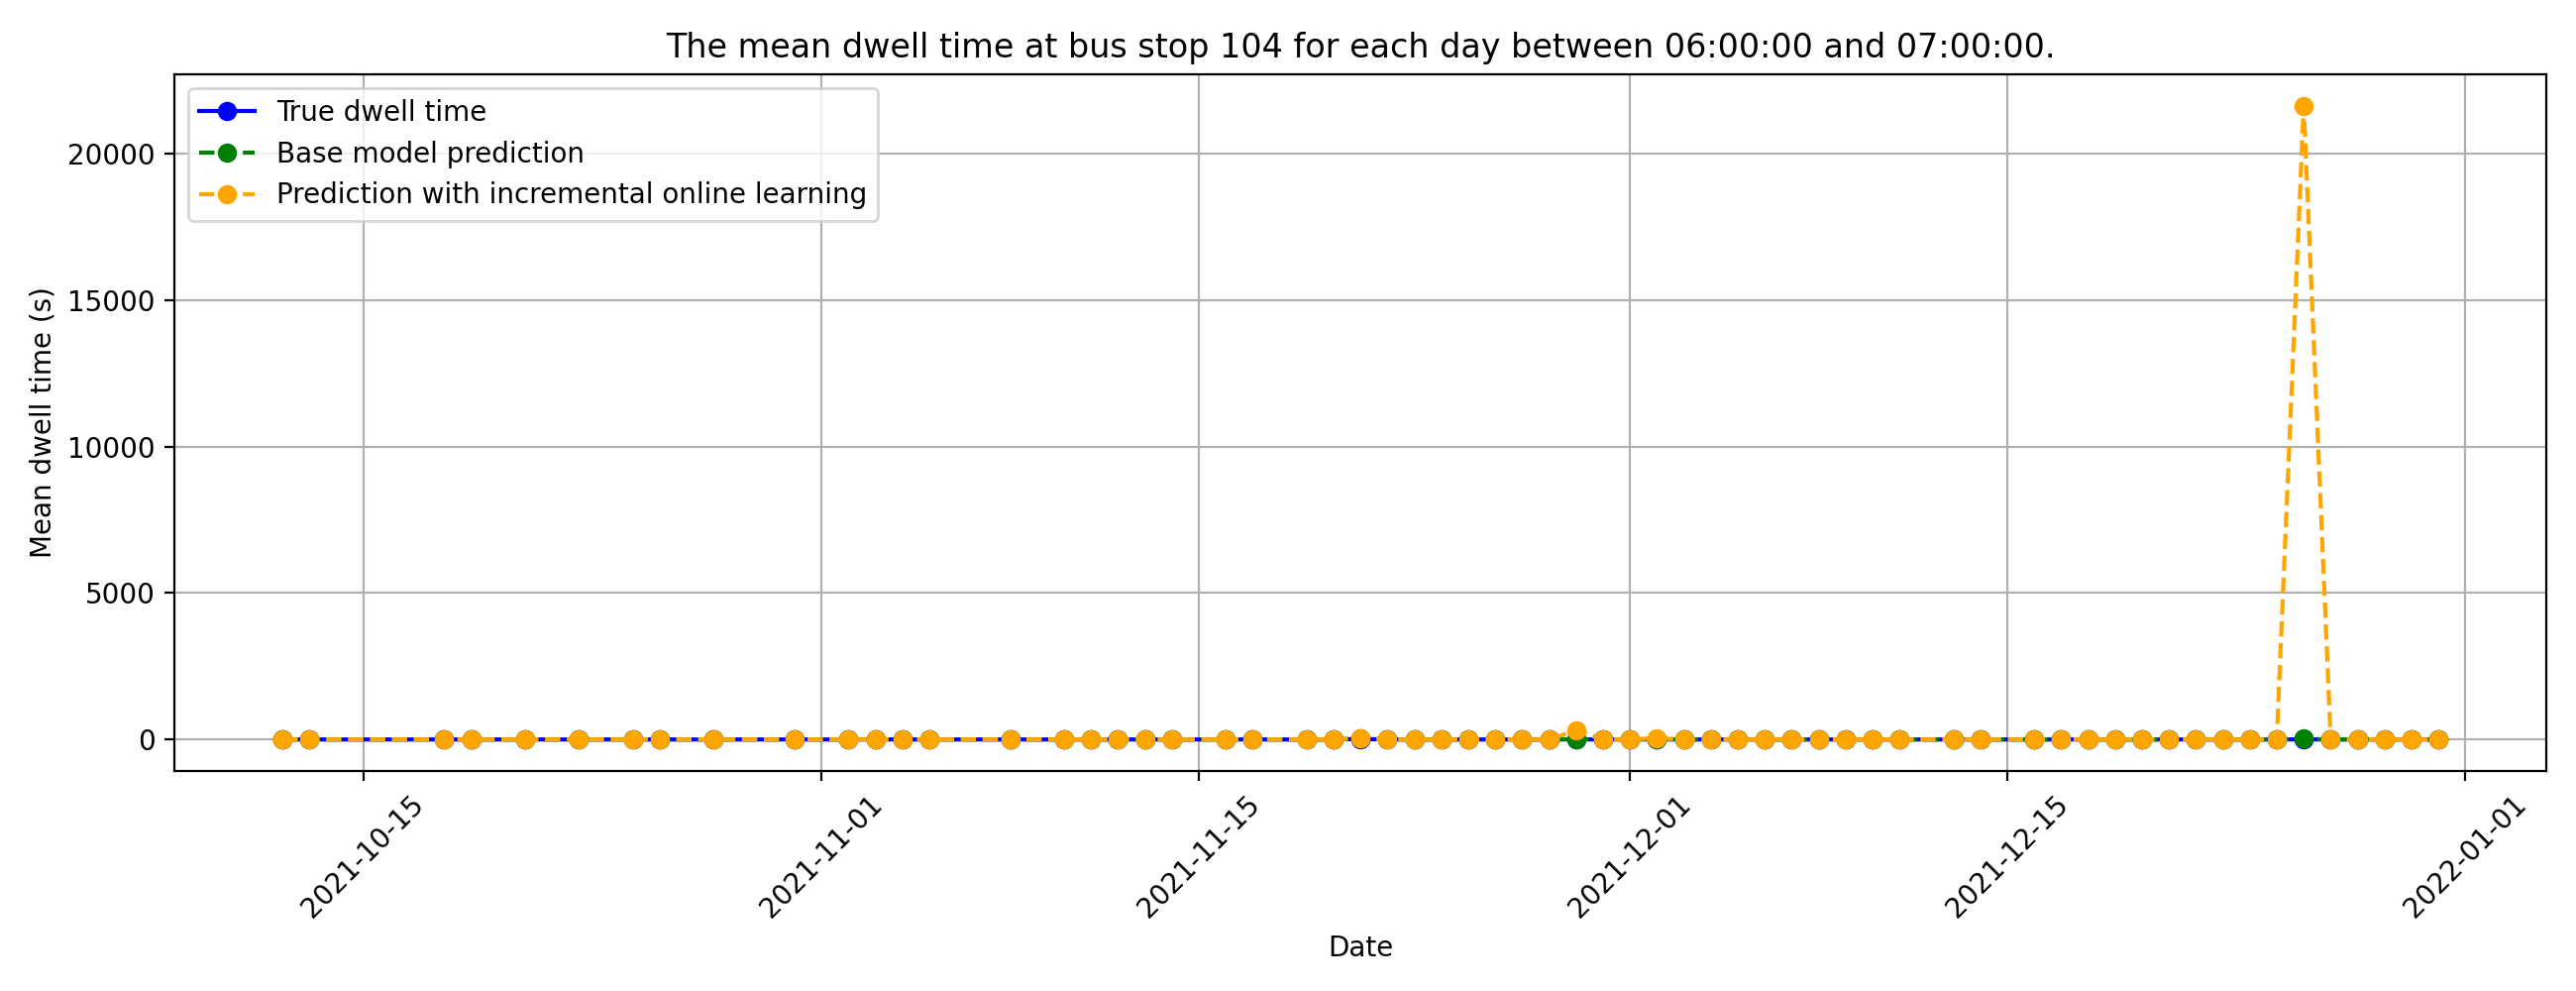 The mean dwell time at bus stop 104 for each day between 06:00:00 and 07:00:00.
True dwell time
Base model prediction
Prediction with incremental online learning
Mean dwell time (s)
20000
15000
10000
5000
0
2021-10-15
2021-11-01
2021-11-15
2021-12-01
2021-12-15
2022-01-01
Date